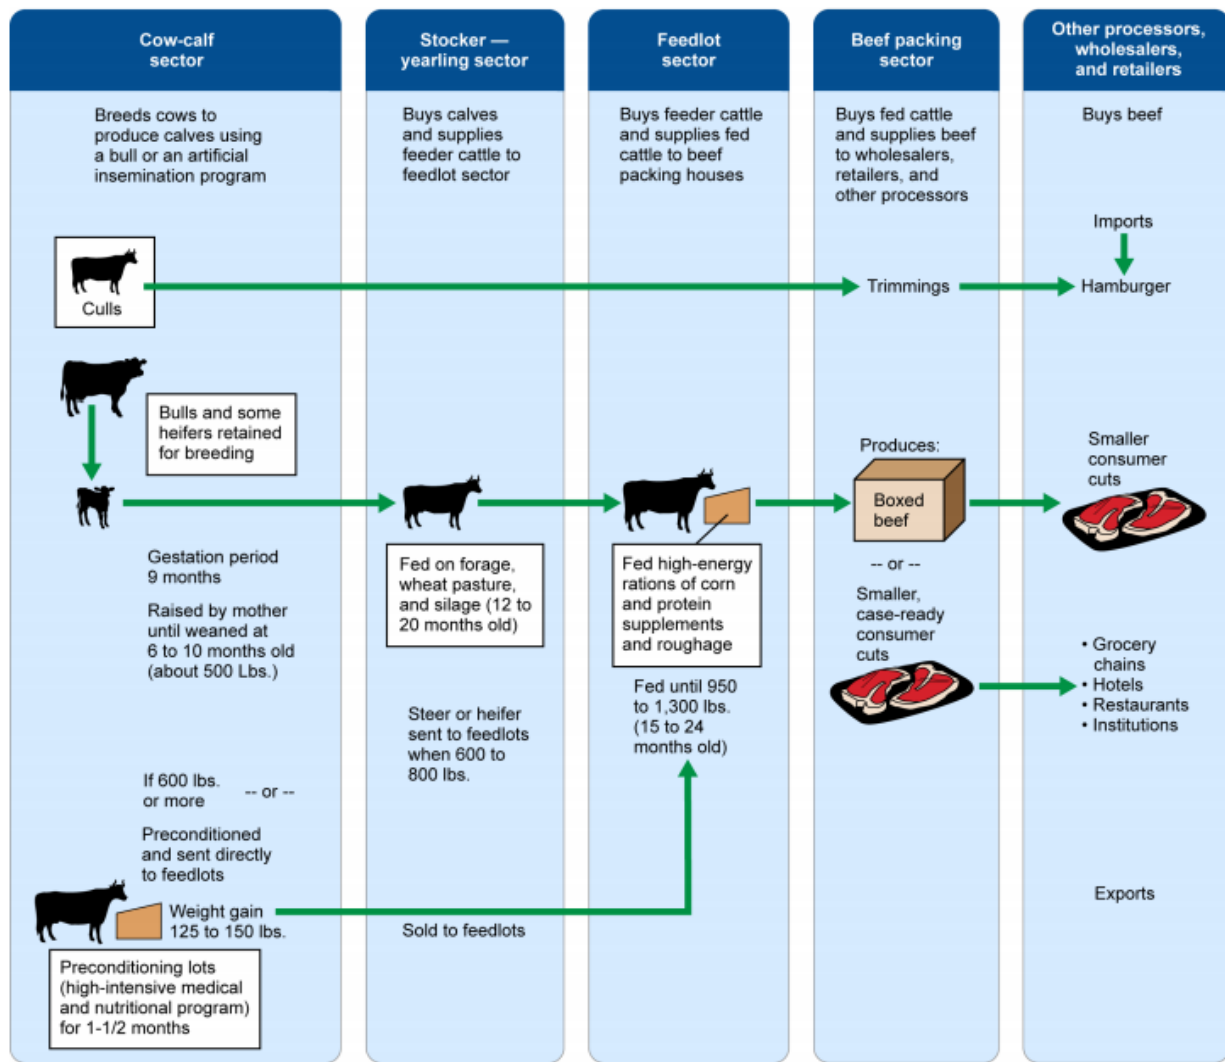 Cow-calf
sector
Stocker —
yearling sector
Feedlot
sector
Beef packing
sector
Other processors,
wholesalers,
and retailers
Breeds cows to
produce calves using
a bull or an artificial
insemination program
Buys calves
and supplies
feeder cattle to
feedlot sector
Buys feeder cattle
and supplies fed
cattle to beef
packing houses
Buys fed cattle
and supplies beef
to wholesalers,
retailers, and
other processors
Buys beef
Imports
Culls
Trimmings
Hamburger
Bulls and some
heifers retained
for breeding
Gestation period
9 months
Raised by mother
until weaned at
6 to 10 months old
(about 500 Lbs.)
Fed on forage,
wheat pasture,
and silage (12 to
20 months old)
Steer or heifer
sent to feedlots
when 600 to
800 lbs.
Fed high-energy
rations of corn
and protein
supplements
and roughage
Fed until 950
to 1,300 lbs.
(15 to 24
months old)
Produces:
Boxed
beef
-- or --
Smaller,
case-ready
consumer
cuts
Smaller
consumer
cuts
• Grocery
chains
• Hotels
• Restaurants
• Institutions
If 600 lbs.
or more
-- or --
Preconditioned
and sent directly
to feedlots
Weight gain
125 to 150 lbs.
Sold to feedlots
Exports
Preconditioning lots
(high-intensive medical
and nutritional program)
for 1-1/2 months